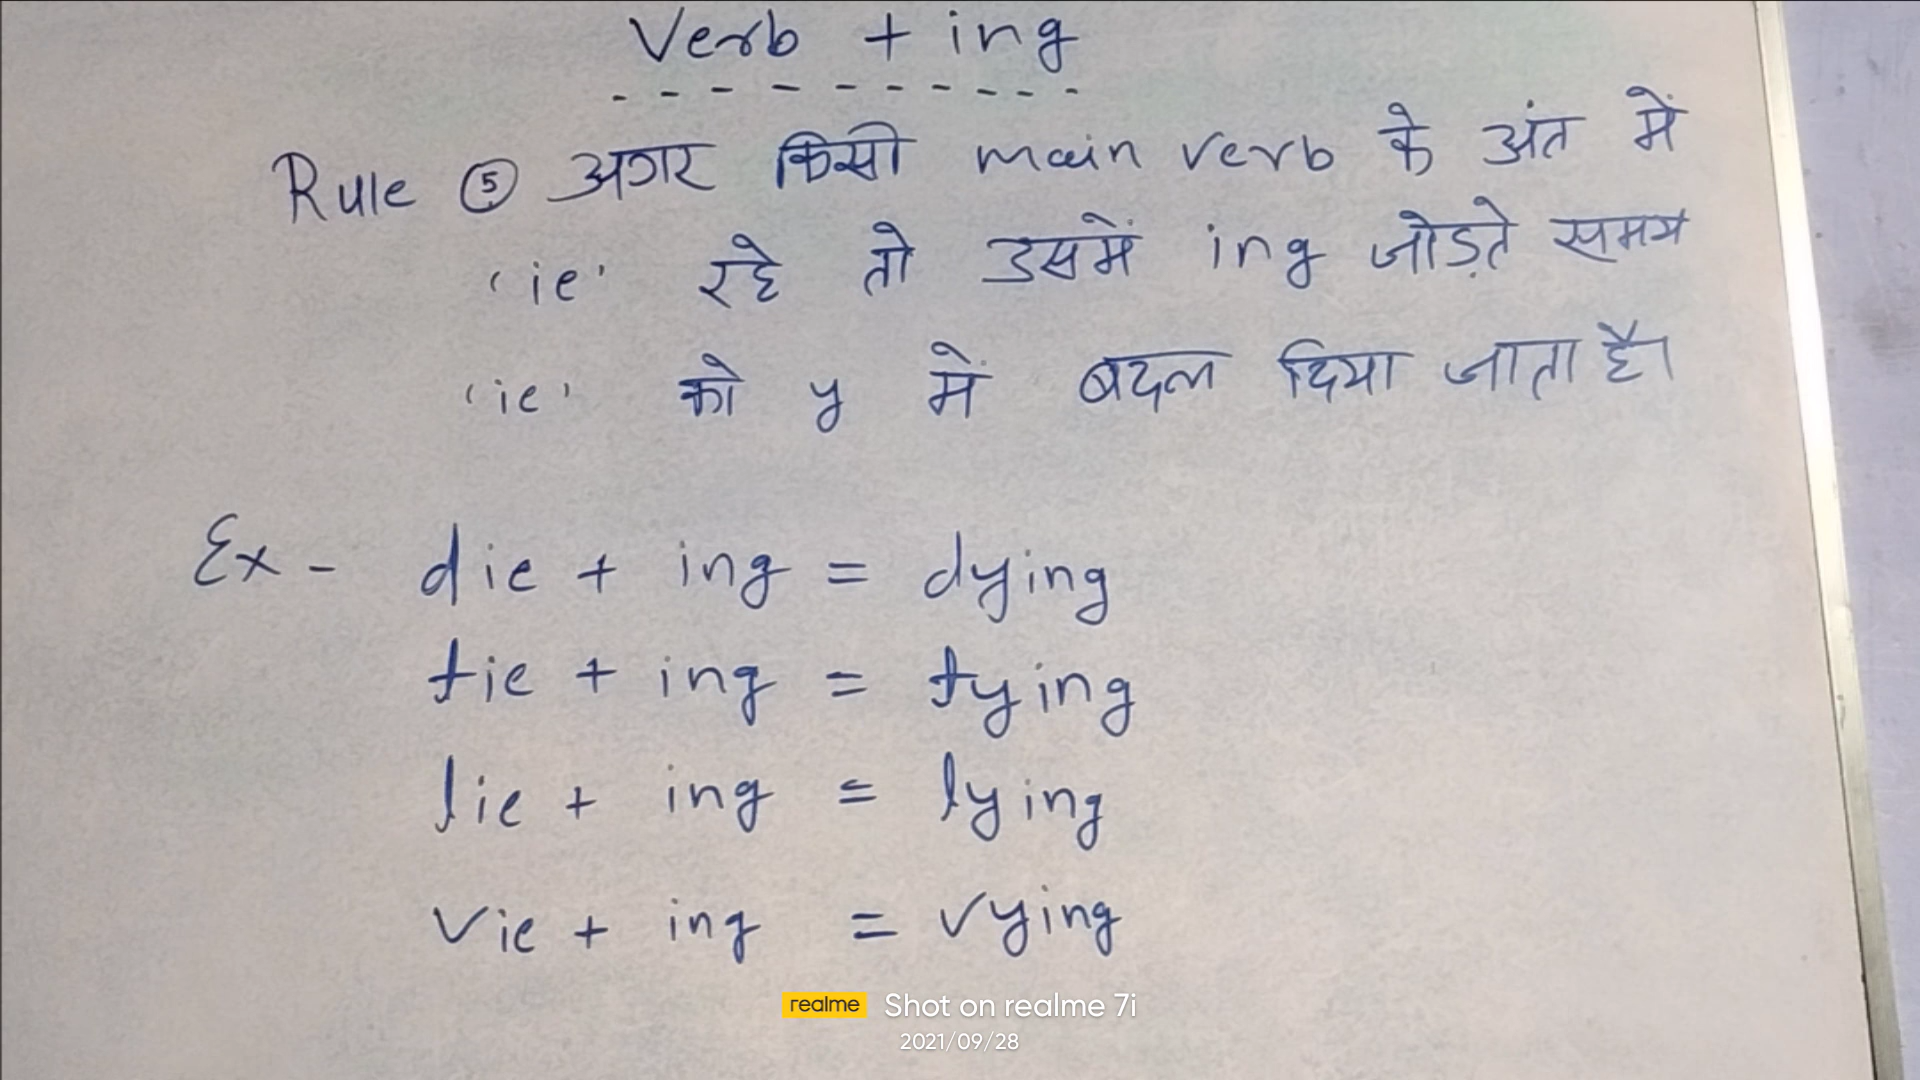 Verb + ing
Rule ⑤ अगर किसी main verb के अंत में
'ie' रहे तो उसमें ing जोड़ते समय
'ie' को y में बदल दिया जाता है।
Ex - die + ing = dying
tie + ing = tying
lie + ing = lying
vie + ing = vying
realme Shot on realme 7i
2021/09/28